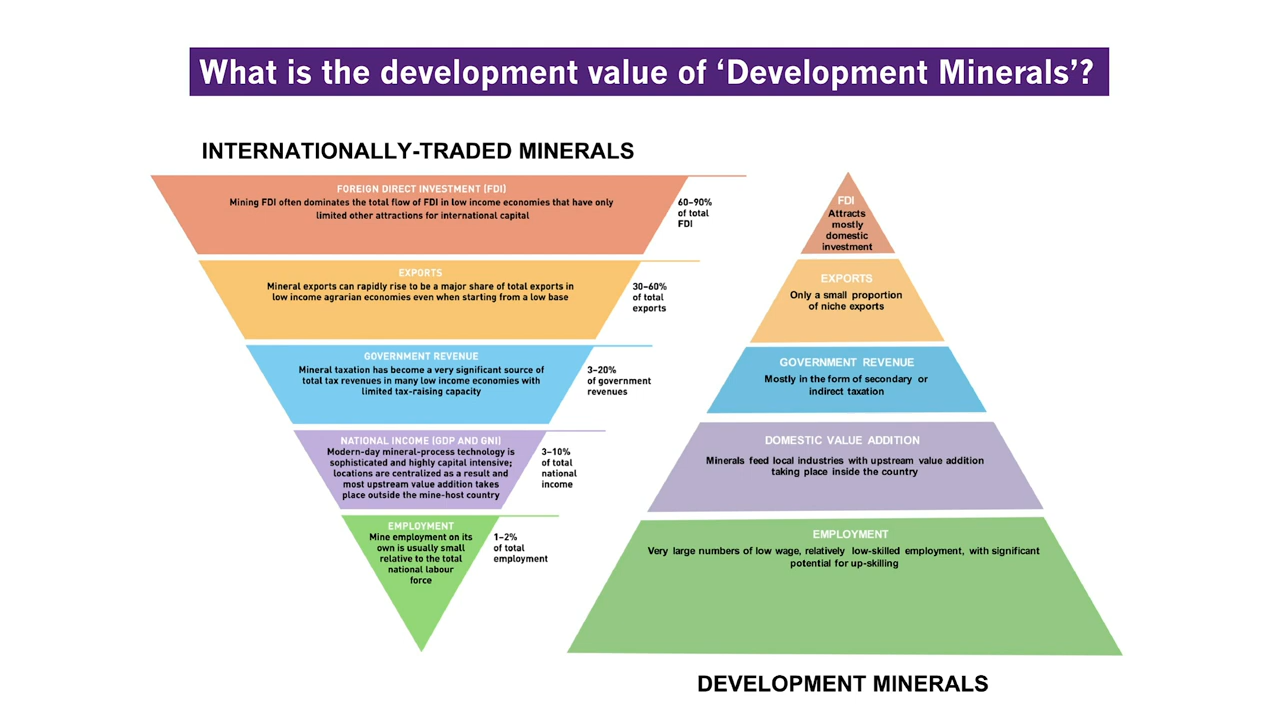 What is the development value of ‘Development Minerals’?
INTERNATIONALLY-TRADED MINERALS
FOREIGN DIRECT INVESTMENT (FDI)
Mining FDI often dominates the total flow of FDI in low income economies that have only
limited other attractions for international capital
60–90%
of total
FDI
EXPORTS
Mineral exports can rapidly rise to be a major share of total exports in
low income agrarian economies even when starting from a low base
30–60%
of total
exports
GOVERNMENT REVENUE
Mineral taxation has become a very significant source of
total tax revenues in many low income economies with
limited tax-raising capacity
3–20%
of government
revenues
NATIONAL INCOME (GDP AND GNI)
Modern-day mineral-process technology is
sophisticated and highly capital intensive;
locations are centralized as a result and
most upstream value addition takes
place outside the mine-host country
3–10%
of total
national
income
EMPLOYMENT
Mine employment on its
own is usually small
relative to the total
national labour
force
1–2%
of total
employment
FDI
Attracts
mostly
domestic
investment
EXPORTS
Only a small proportion
of niche exports
GOVERNMENT REVENUE
Mostly in the form of secondary or
indirect taxation
DOMESTIC VALUE ADDITION
Minerals feed local industries with upstream value addition
taking place inside the country
EMPLOYMENT
Very large numbers of low wage, relatively low-skilled employment, with significant
potential for up-skilling
DEVELOPMENT MINERALS